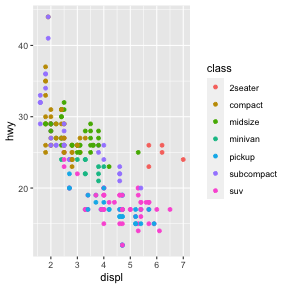 40
30
20
hwy
2 3 4 5 6 7
displ
class
2seater
compact
midsize
minivan
pickup
subcompact
suv